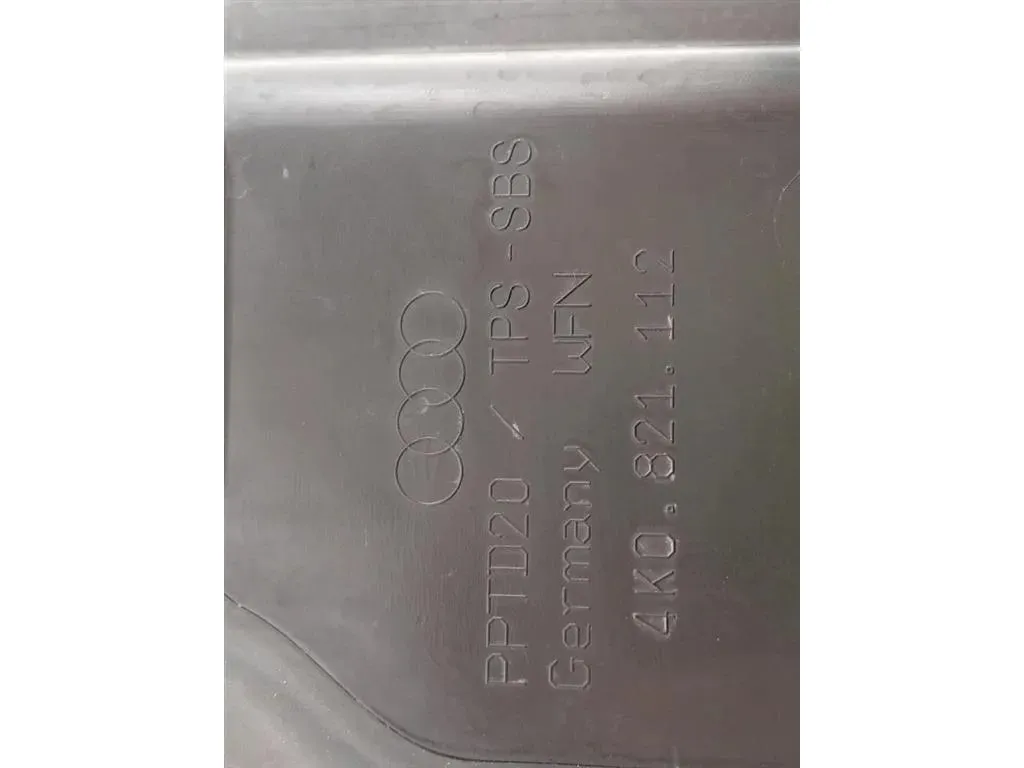 PPTD20 / TPS-SBS
Germany WFN
4K0.821.112